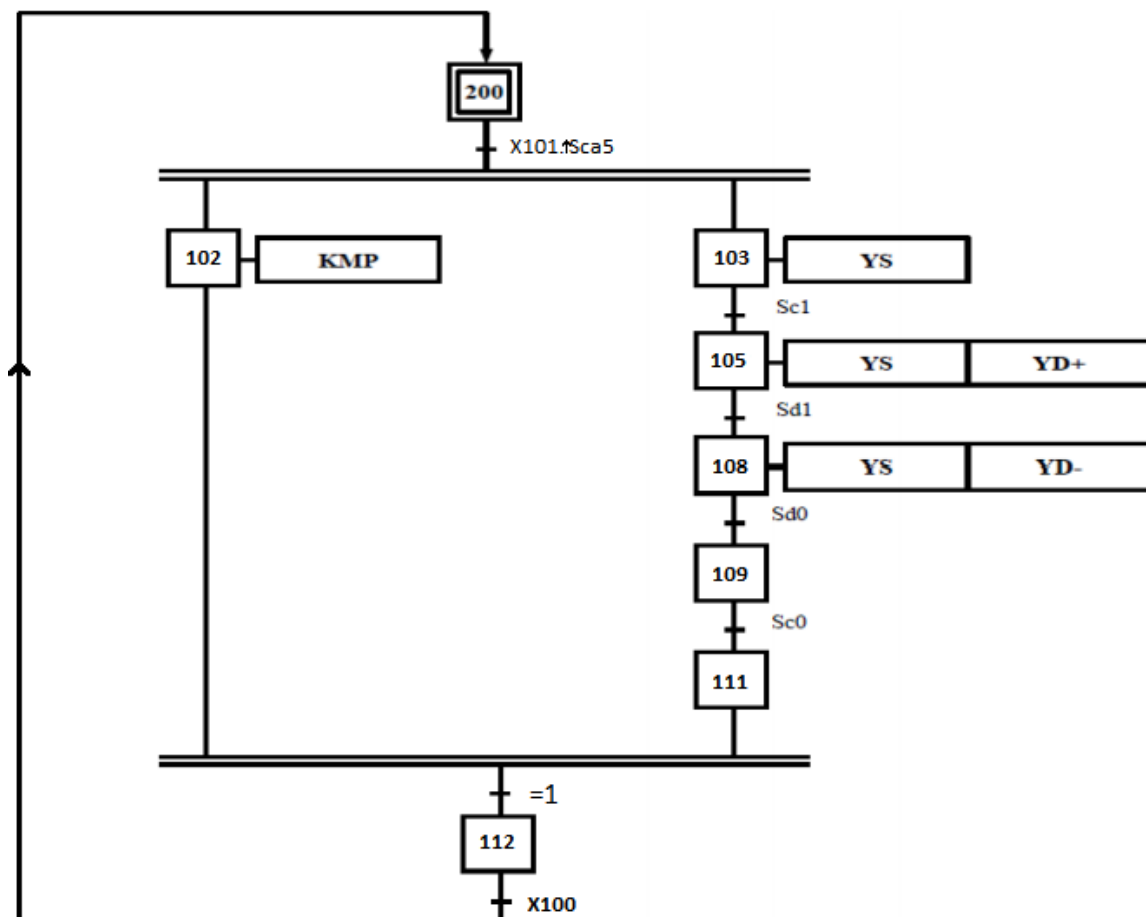 200
X101.↑Sca5
102 KMP 103 YS
Sc1
105 YS YD+
Sd1
108 YS YD-
Sd0
109
Sc0
111
=1
112
X100